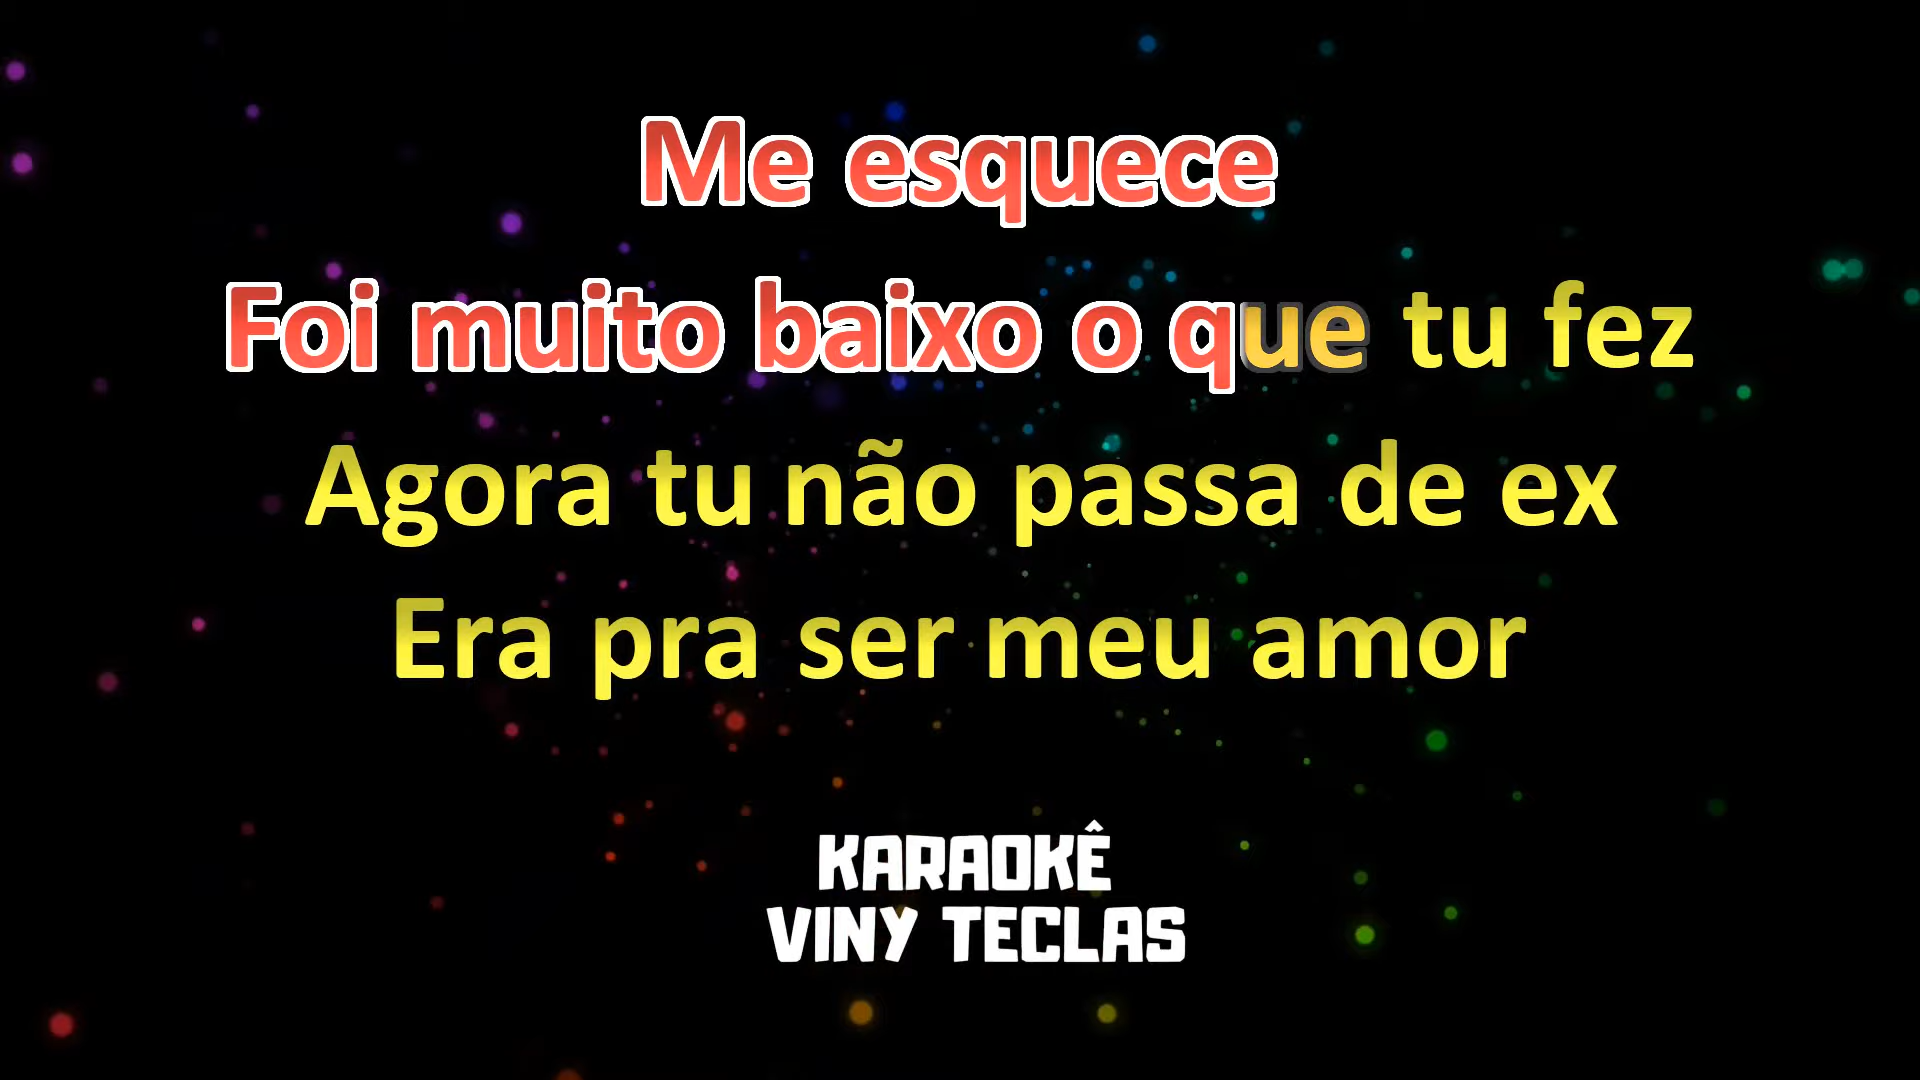 Me esquece
Foi muito baixo o que tu fez
Agora tu não passa de ex
Era pra ser meu amor
KARAOKÊ
VINY TECLAS